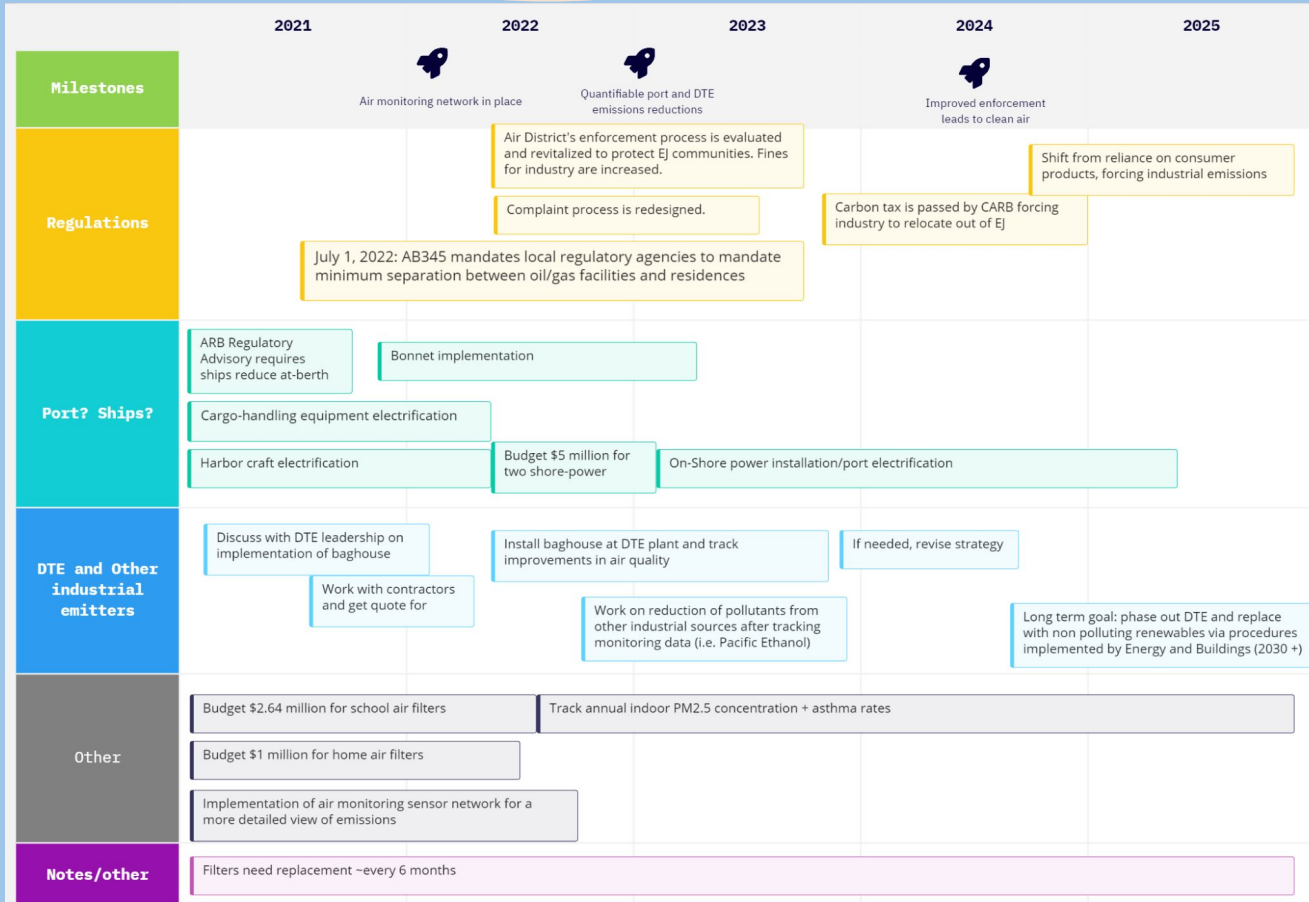 2021 2022 2023 2024 2025
Milestones
Air monitoring network in place
Quantifiable port and DTE
emissions reductions
Improved enforcement
leads to clean air
Regulations
Air District's enforcement process is evaluated
and revitalized to protect EJ communities. Fines
for industry are increased.
Shift from reliance on consumer
products, forcing industrial emissions
Complaint process is redesigned.
Carbon tax is passed by CARB forcing
industry to relocate out of EJ
July 1, 2022: AB345 mandates local regulatory agencies to mandate
minimum separation between oil/gas facilities and residences
Port? Ships?
ARB Regulatory
Advisory requires
ships reduce at-berth
Bonnet implementation
Cargo-handling equipment electrification
Harbor craft electrification
Budget $5 million for
two shore-power
On-Shore power installation/port electrification
DTE and Other
industrial
emitters
Discuss with DTE leadership on
implementation of baghouse
Install baghouse at DTE plant and track
improvements in air quality
If needed, revise strategy
Work with contractors
and get quote for
Work on reduction of pollutants from
other industrial sources after tracking
monitoring data (i.e. Pacific Ethanol)
Long term goal: phase out DTE and replace
with non polluting renewables via procedures
implemented by Energy and Buildings (2030 +)
Other
Budget $2.64 million for school air filters
Track annual indoor PM2.5 concentration + asthma rates
Budget $1 million for home air filters
Implementation of air monitoring sensor network for a
more detailed view of emissions
Notes/other
Filters need replacement ~every 6 months